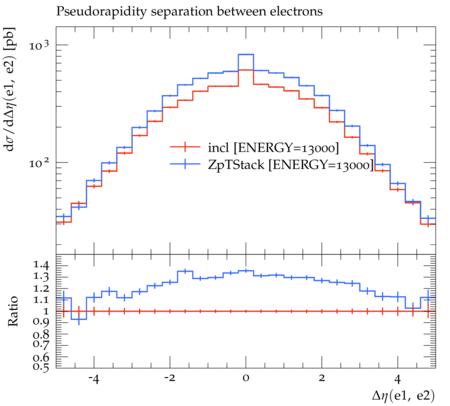 Pseudorapidity separation between electrons
dσ/dΔη(e1, e2) [pb]
10³
10²
incl [ENERGY=13000]
ZpTStack [ENERGY=13000]
Ratio
1.4
1.3
1.2
1.1
1
0.9
0.8
0.7
0.6
0.5
-4 -2 0 2 4
Δη(e1, e2)